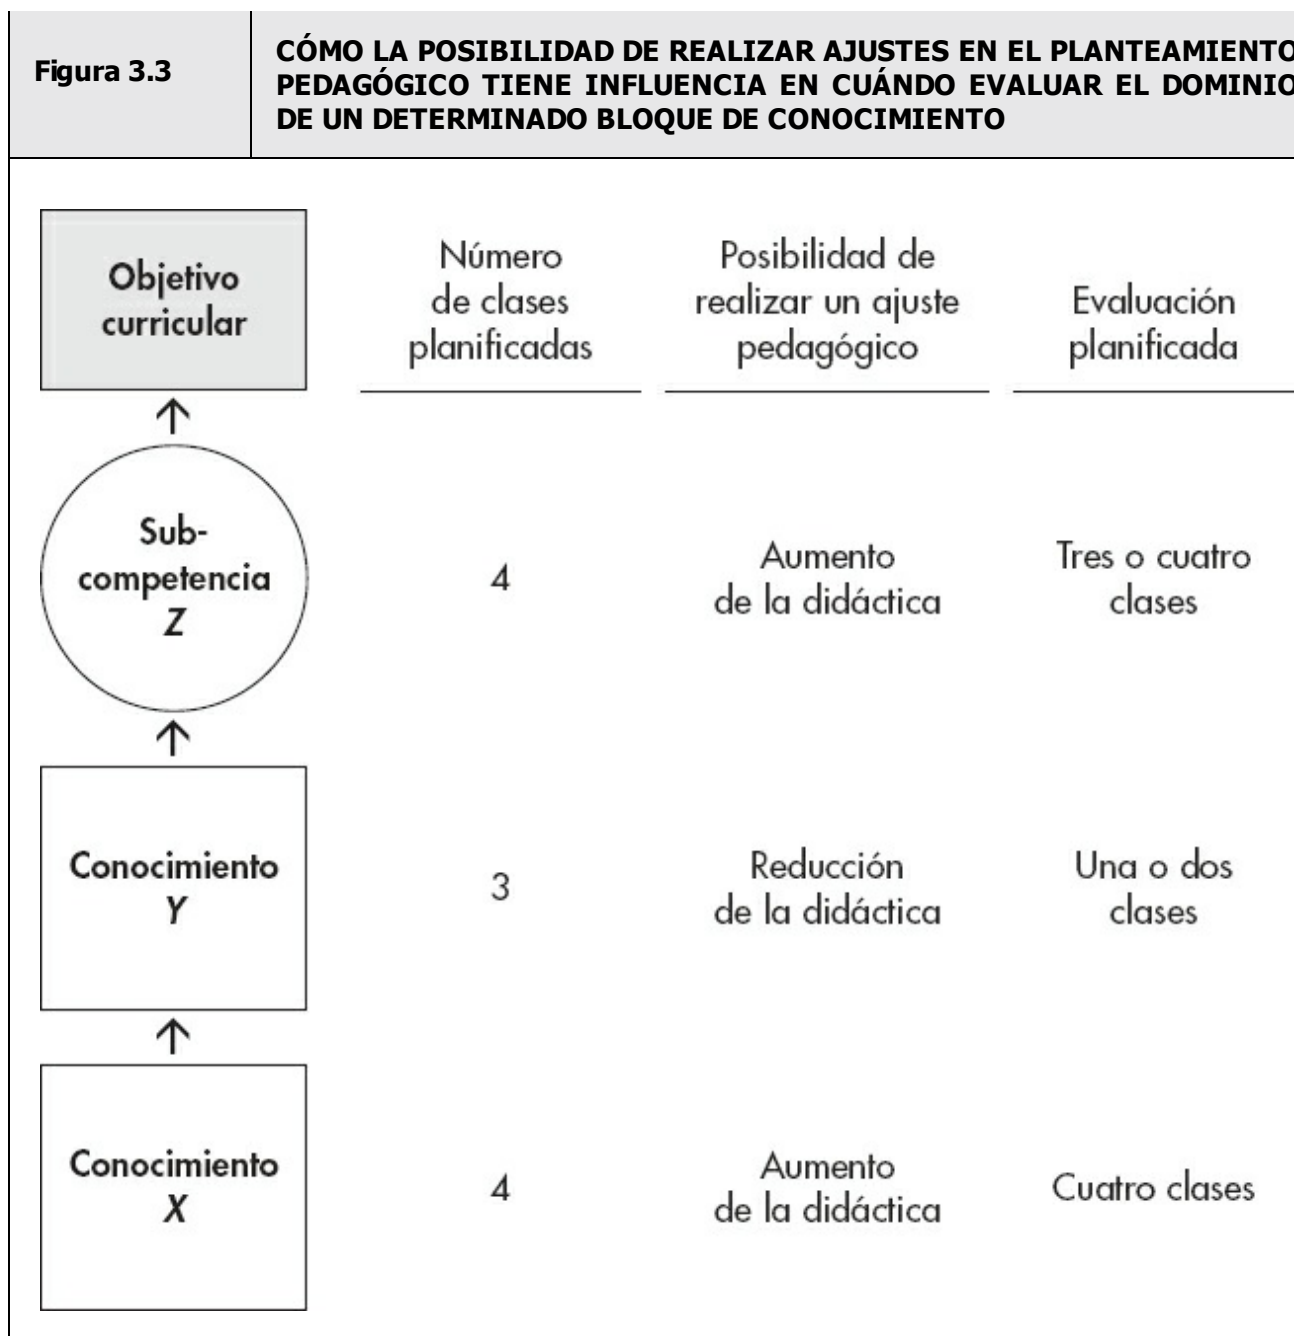 Figura 3.3
CÓMO LA POSIBILIDAD DE REALIZAR AJUSTES EN EL PLANTEAMIENTO
PEDAGÓGICO TIENE INFLUENCIA EN CUÁNDO EVALUAR EL DOMINIO
DE UN DETERMINADO BLOQUE DE CONOCIMIENTO
Objetivo
curricular
Número
de clases
planificadas
Posibilidad de
realizar un ajuste
pedagógico
Evaluación
planificada
Sub-
competencia
Z
4
Aumento
de la didáctica
Tres o cuatro
clases
Conocimiento
Y
3
Reducción
de la didáctica
Una o dos
clases
Conocimiento
X
4
Aumento
de la didáctica
Cuatro clases